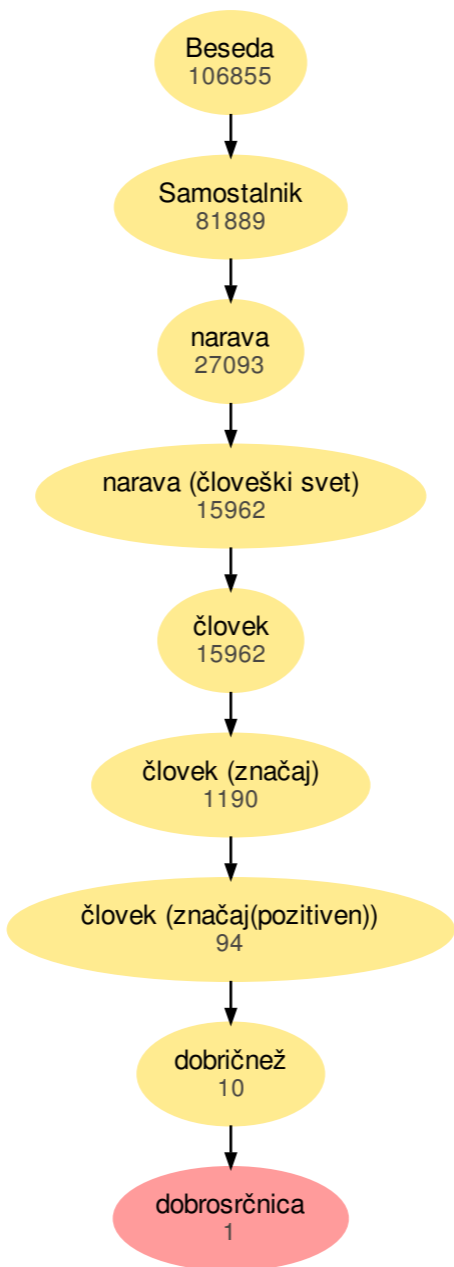 Beseda
106855
Samostalnik
81889
narava
27093
narava (človeški svet)
15962
človek
15962
človek (značaj)
1190
človek (značaj(pozitiven))
94
dobričnež
10
dobrosrčnica
1